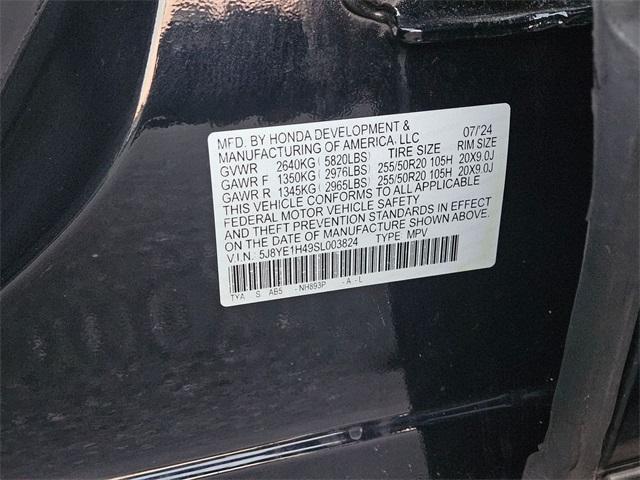 MFD. BY HONDA DEVELOPMENT & 07/'24
MANUFACTURING OF AMERICA, LLC TIRE SIZE RIM SIZE
GVWR 2640KG( 5820LBS) 255/50R20 105H 20X9.0J
GAWR F 1350KG( 2976LBS) 255/50R20 105H 20X9.0J
GAWR R 1345KG( 2965LBS)
THIS VEHICLE CONFORMS TO ALL APPLICABLE
FEDERAL MOTOR VEHICLE SAFETY
AND THEFT PREVENTION STANDARDS IN EFFECT
ON THE DATE OF MANUFACTURE SHOWN ABOVE.
V.I.N.: 5J8YE1H49SL003824 TYPE: MPV
TYA S AB5 - NH893P - A - L